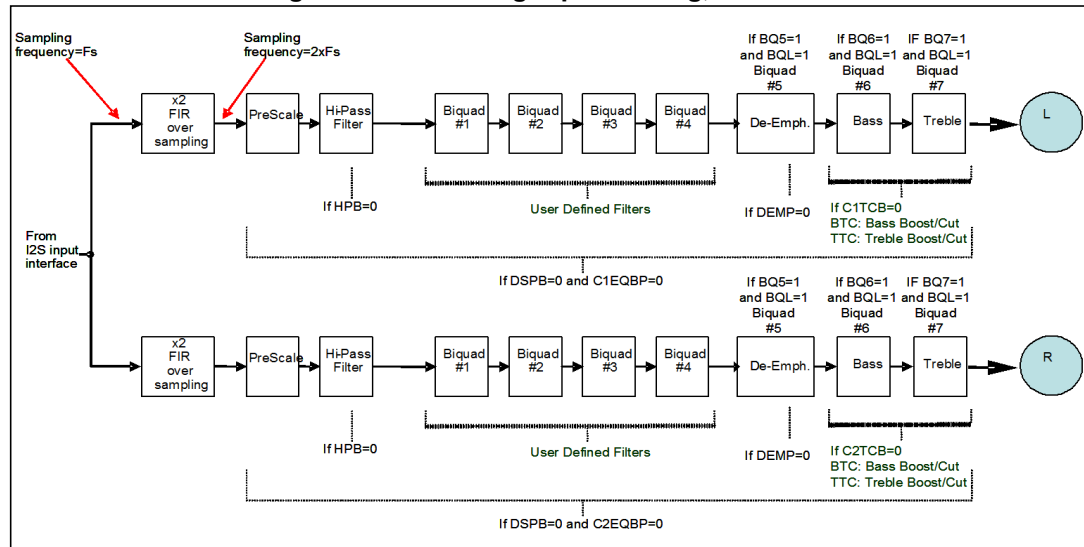 Sampling
frequency=Fs
Sampling
frequency=2xFs
If BQ5=1
and BQL=1
Biquad
#5
If BQ6=1
and BQL=1
Biquad
#6
IF BQ7=1
and BQL=1
Biquad
#7
x2
FIR
over
sampling
PreScale
Hi-Pass
Filter
Biquad
#1
Biquad
#2
Biquad
#3
Biquad
#4
De-Emph.
Bass
Treble
L
If HPB=0
User Defined Filters
If DEMP=0
If C1TCB=0
BTC: Bass Boost/Cut
TTC: Treble Boost/Cut
From
I2S input
interface
If DSPB=0 and C1EQBP=0
If BQ5=1
and BQL=1
Biquad
#5
If BQ6=1
and BQL=1
Biquad
#6
IF BQ7=1
and BQL=1
Biquad
#7
x2
FIR
over
sampling
PreScale
Hi-Pass
Filter
Biquad
#1
Biquad
#2
Biquad
#3
Biquad
#4
De-Emph.
Bass
Treble
R
If HPB=0
User Defined Filters
If DEMP=0
If C2TCB=0
BTC: Bass Boost/Cut
TTC: Treble Boost/Cut
If DSPB=0 and C2EQBP=0